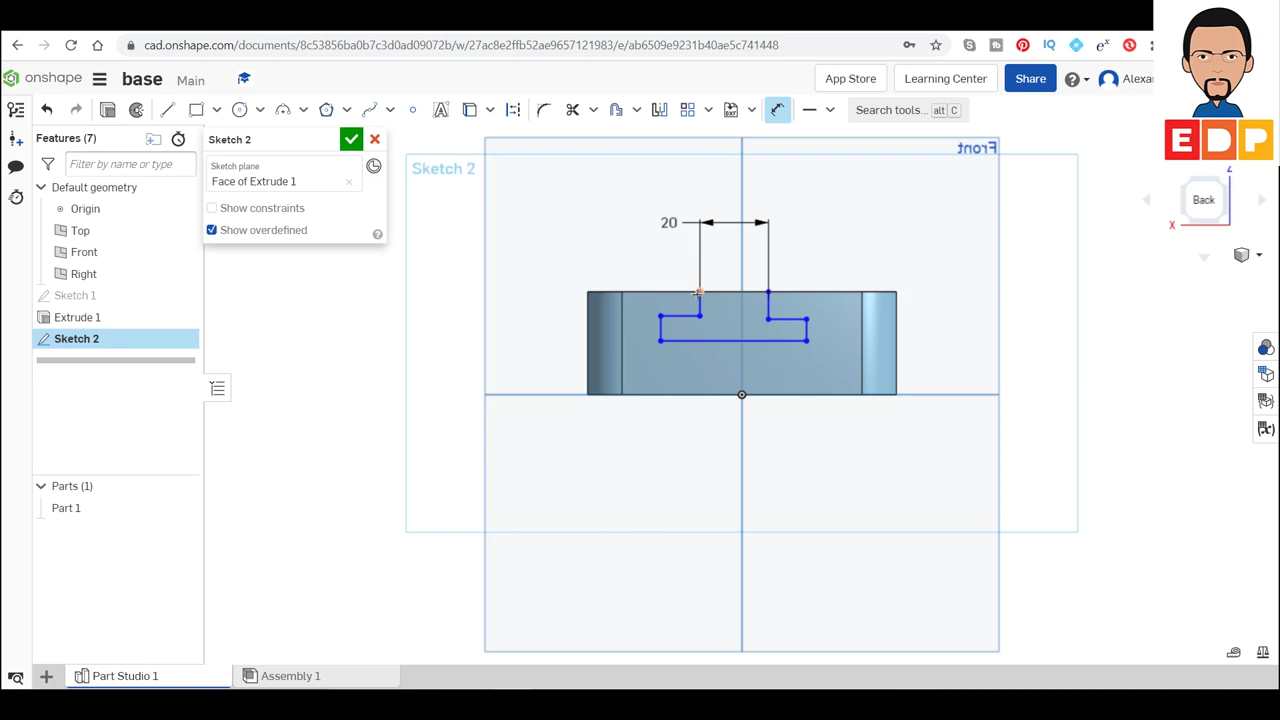 cad.onshape.com/documents/8c53856ba0b7c3d0ad09072b/w/27ac8e2ffb52ae9657121983/e/ab6509e9231b40ae5c741448
onshape base Main App Store Learning Center Share Alexa
Search tools... alt C
Features (7)
Filter by name or type
Default geometry
Origin
Top
Front
Right
Sketch 1
Extrude 1
Sketch 2
Parts (1)
Part 1
Sketch 2
Sketch plane
Face of Extrude 1
Show constraints
Show overdefined
Sketch 2
Front
20
EDP
Z
Back
X
Part Studio 1
Assembly 1